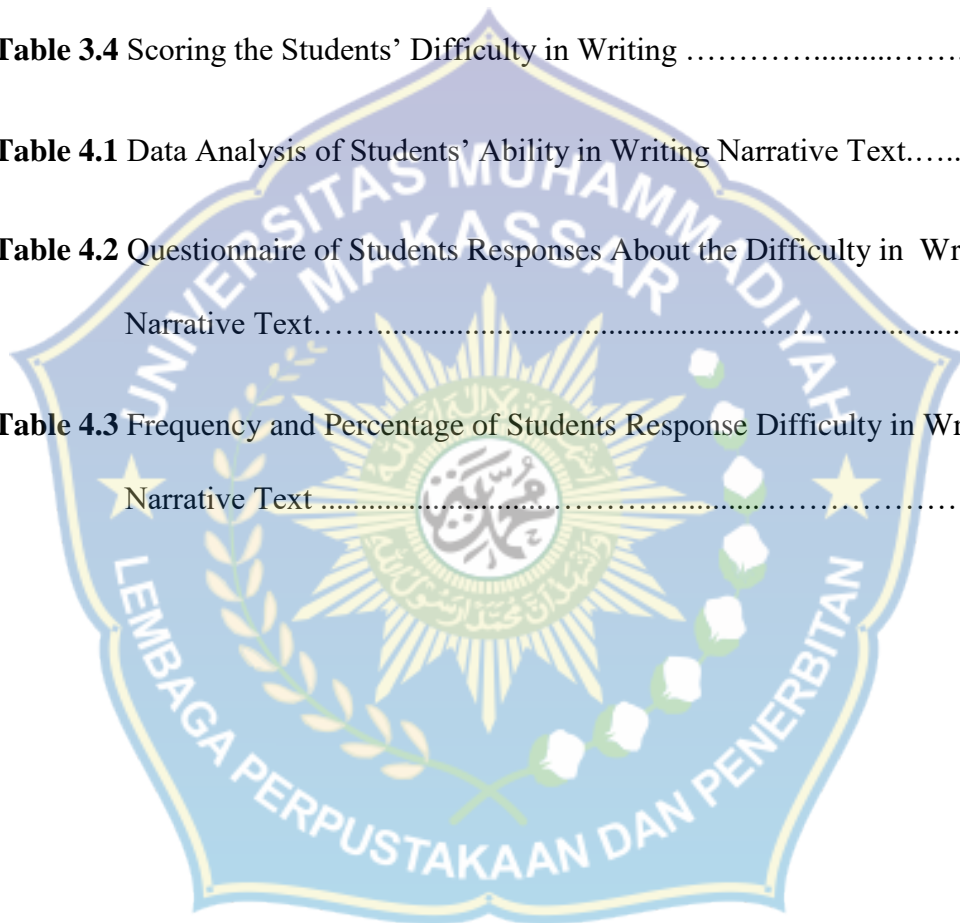 Table 3.4 Scoring the Students’ Difficulty in Writing …………..........……..
Table 4.1 Data Analysis of Students’ Ability in Writing Narrative Text.…...
Table 4.2 Questionnaire of Students Responses About the Difficulty in Wr
Narrative Text……...........................................................................
Table 4.3 Frequency and Percentage of Students Response Difficulty in Wr
Narrative Text ............................…………….............………………
UNIVERSITAS MUHAMMADIYAH
MAKASSAR
LEMBAGA PERPUSTAKAAN DAN PENERBITAN